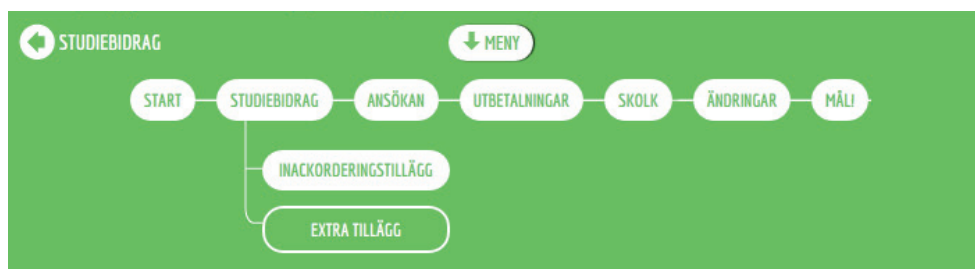 STUDIEBIDRAG
MENY
START STUDIEBIDRAG ANSÖKAN UTBETALNINGAR SKOLK ÄNDRINGAR MÅL!
INACKORDERINGSTILLÄGG
EXTRA TILLÄGG